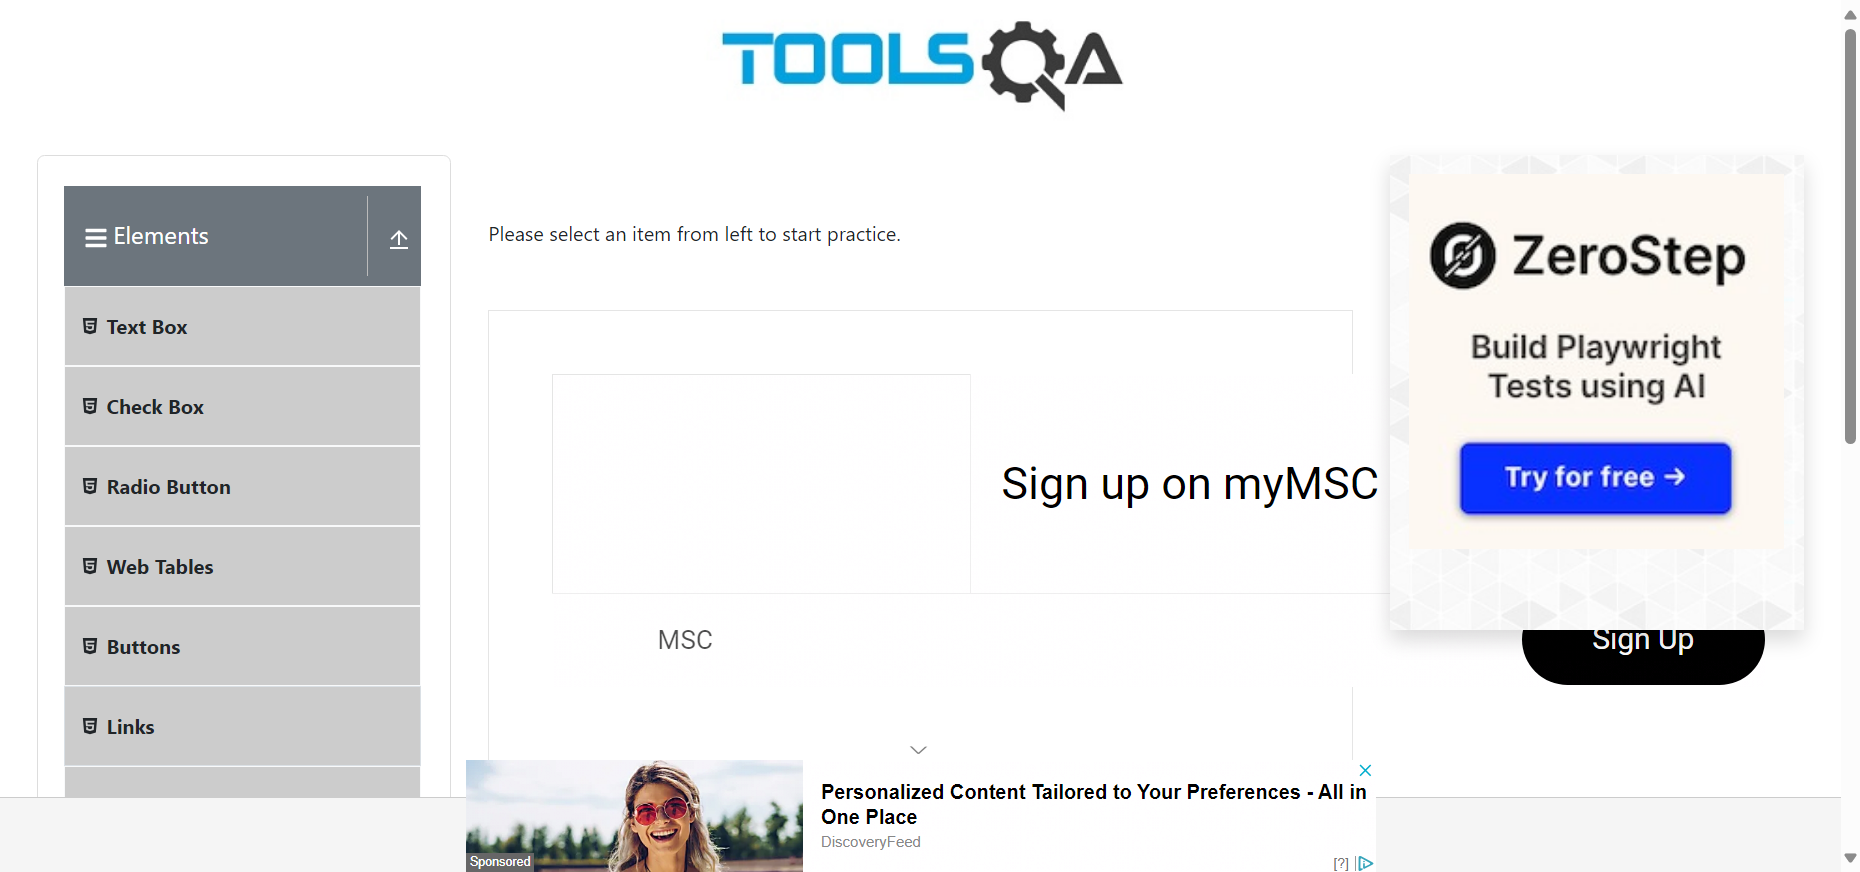 TOOLSQA
Elements
Text Box
Check Box
Radio Button
Web Tables
Buttons
Links
Please select an item from left to start practice.
Sign up on myMSC
MSC
Sign Up
ZeroStep
Build Playwright
Tests using AI
Try for free →
Personalized Content Tailored to Your Preferences - All in
One Place
DiscoveryFeed
Sponsored
[?]